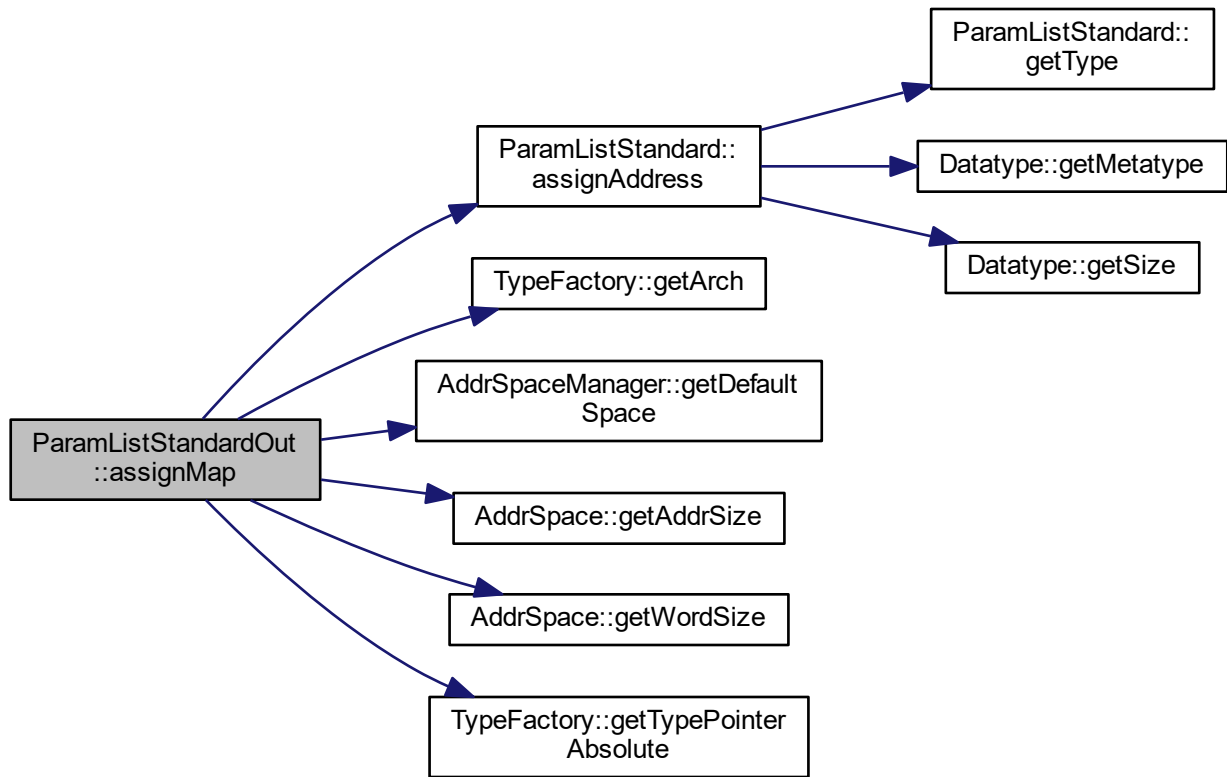 ParamListStandard::
getType
ParamListStandard::
assignAddress
Datatype::getMetatype
Datatype::getSize
TypeFactory::getArch
AddrSpaceManager::getDefault
Space
ParamListStandardOut
::assignMap
AddrSpace::getAddrSize
AddrSpace::getWordSize
TypeFactory::getTypePointer
Absolute